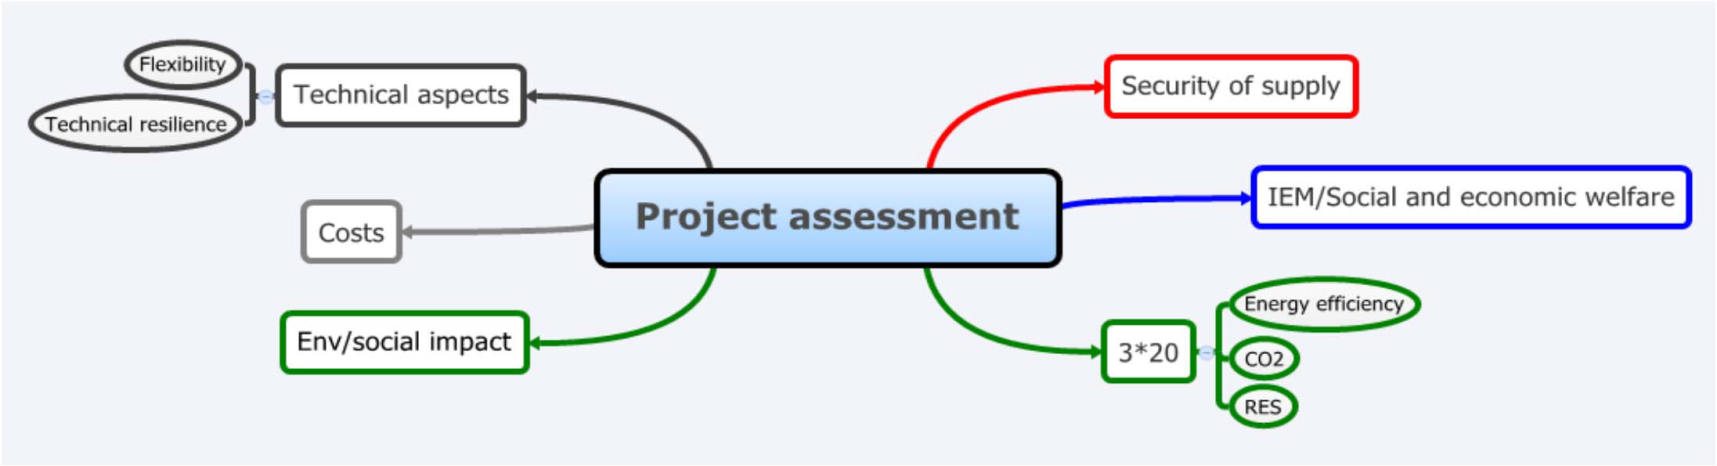 Flexibility
Technical resilience
Technical aspects
Security of supply
Project assessment
IEM/Social and economic welfare
Costs
Env/social impact
3*20
Energy efficiency
CO2
RES